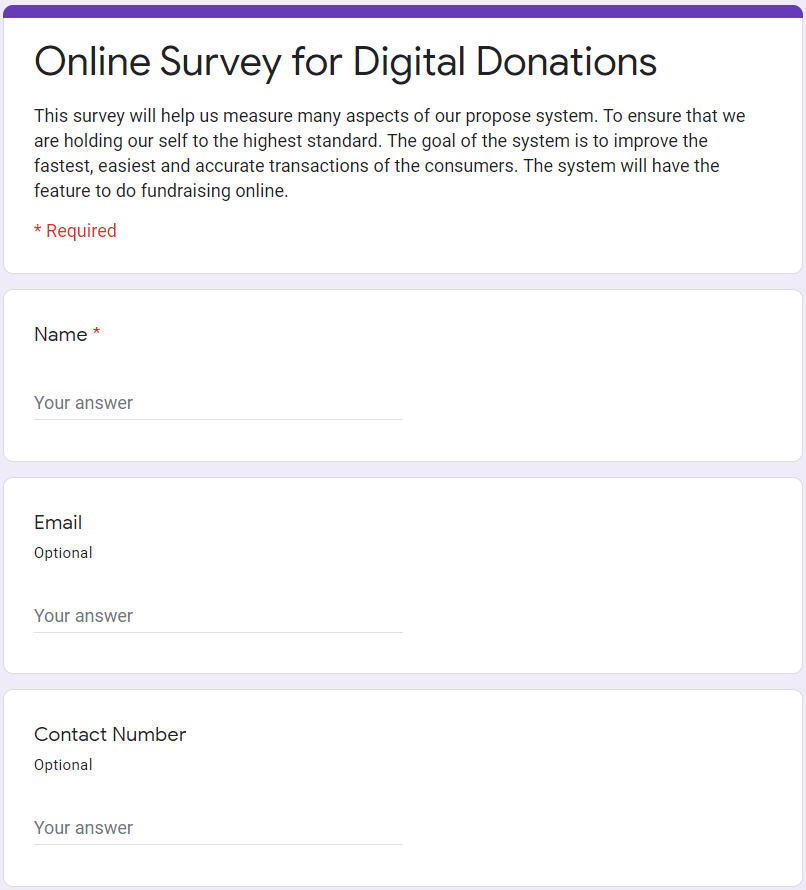 Online Survey for Digital Donations
This survey will help us measure many aspects of our propose system. To ensure that we
are holding our self to the highest standard. The goal of the system is to improve the
fastest, easiest and accurate transactions of the consumers. The system will have the
feature to do fundraising online.
* Required
Name *
Your answer
Email
Optional
Your answer
Contact Number
Optional
Your answer